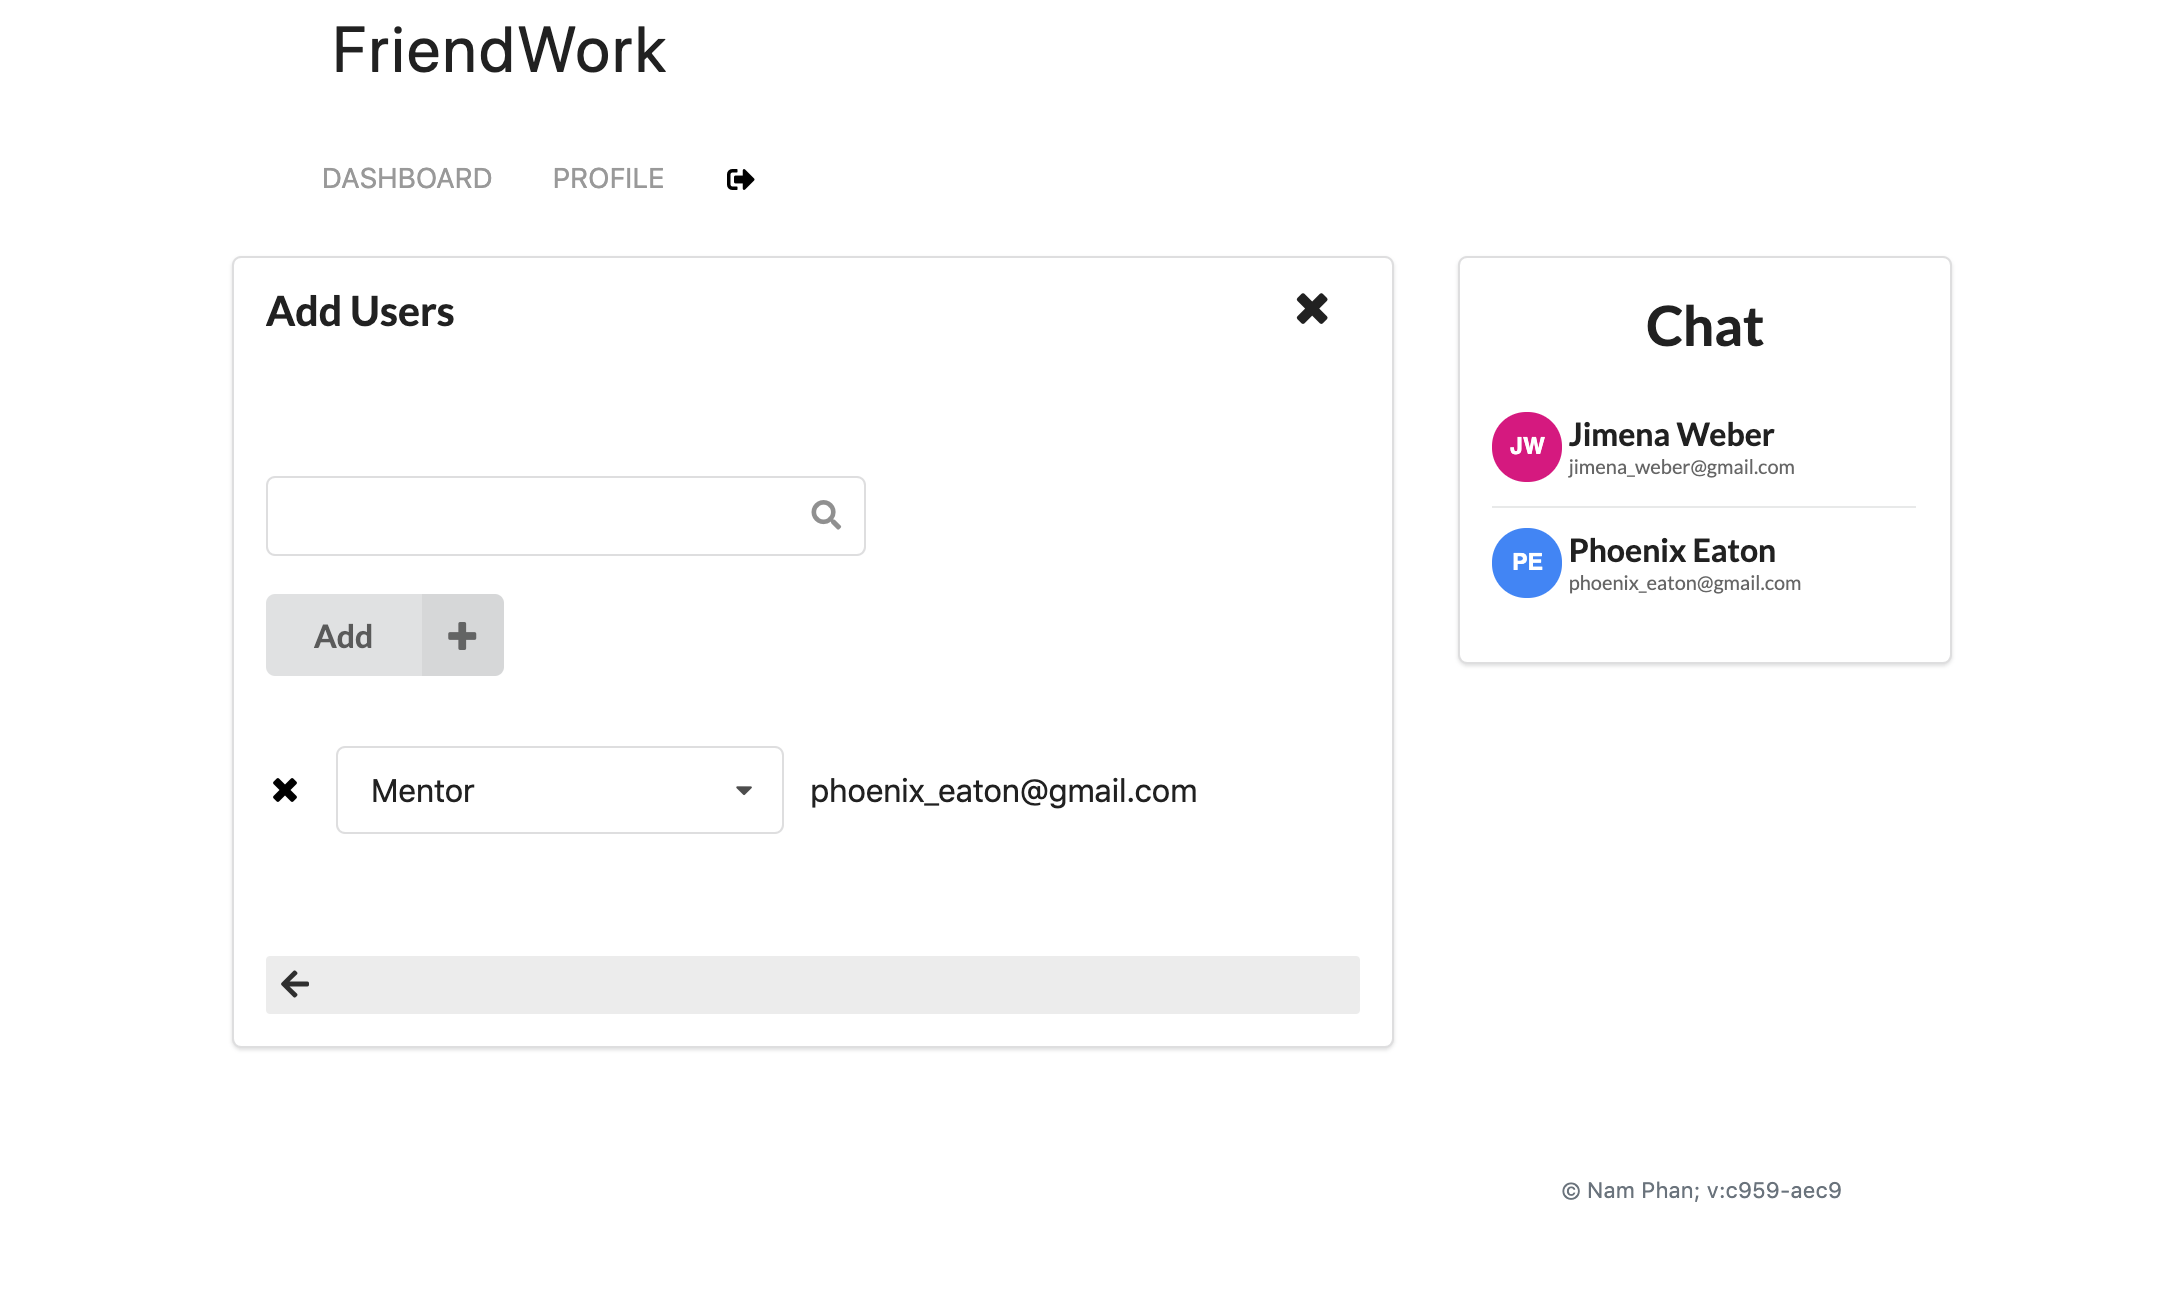 FriendWork
DASHBOARD PROFILE
Add Users
Add
Mentor phoenix_eaton@gmail.com
Chat
JW Jimena Weber
jimena_weber@gmail.com
PE Phoenix Eaton
phoenix_eaton@gmail.com
© Nam Phan; v:c959-aec9